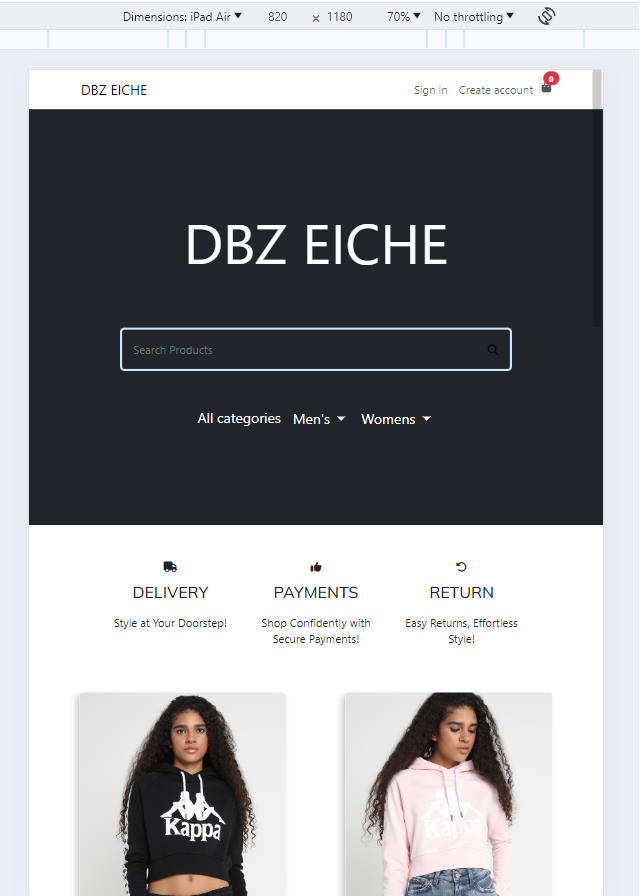 Dimensions: iPad Air 820 × 1180 70% No throttling
DBZ EICHE Sign in Create account 0
DBZ EICHE
Search Products
All categories Men's Womens
DELIVERY PAYMENTS RETURN
Style at Your Doorstep! Shop Confidently with Easy Returns, Effortless
Secure Payments! Style!
Kappa Kappa